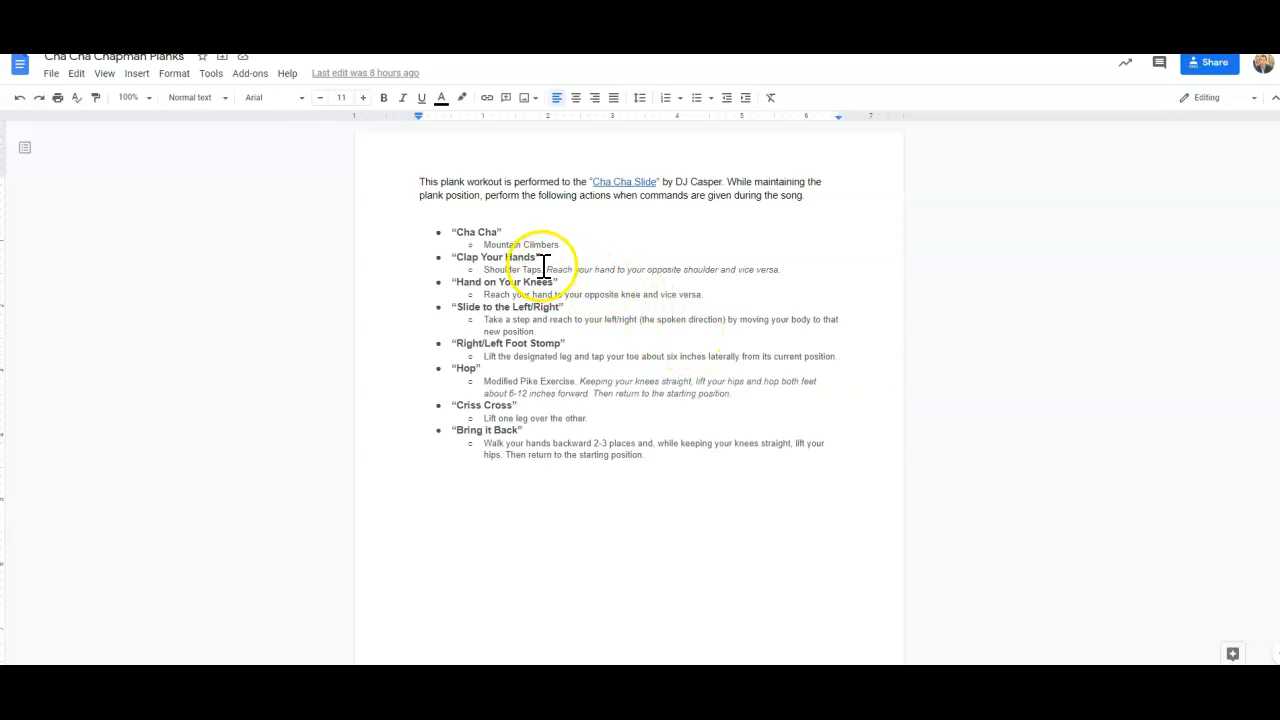 Cha Cha Chapman Planks
File Edit View Insert Format Tools Add-ons Help Last edit was 8 hours ago
Share
100% Normal text Arial 11 Editing
1 1 2 3 4 5 6 7
This plank workout is performed to the “Cha Cha Slide” by DJ Casper. While maintaining the
plank position, perform the following actions when commands are given during the song.
“Cha Cha”
Mountain Climbers
“Clap Your Hands”
Shoulder Taps. Reach your hand to your opposite shoulder and vice versa.
“Hand on Your Knees”
Reach your hand to your opposite knee and vice versa.
“Slide to the Left/Right”
Take a step and reach to your left/right (the spoken direction) by moving your body to that
new position.
“Right/Left Foot Stomp”
Lift the designated leg and tap your toe about six inches laterally from its current position.
“Hop”
Modified Pike Exercise. Keeping your knees straight, lift your hips and hop both feet
about 6-12 inches forward. Then return to the starting position.
“Criss Cross”
Lift one leg over the other.
“Bring it Back”
Walk your hands backward 2-3 places and, while keeping your knees straight, lift your
hips. Then return to the starting position.